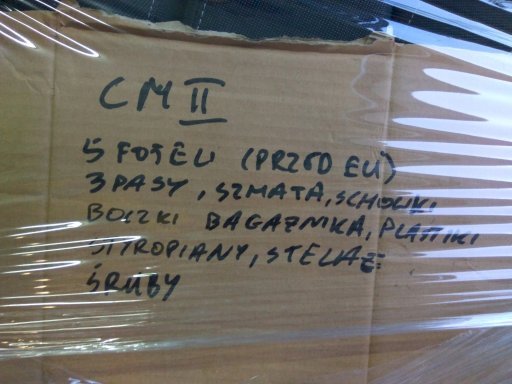 CM II
5 FOTELI (PRZÓD EU)
3 PASY, SZMATA, SCHOWKI
BOCZKI BAGAŻNIKA, PLASTIKI
STYROPIANY, STELAŻE
ŚRUBY